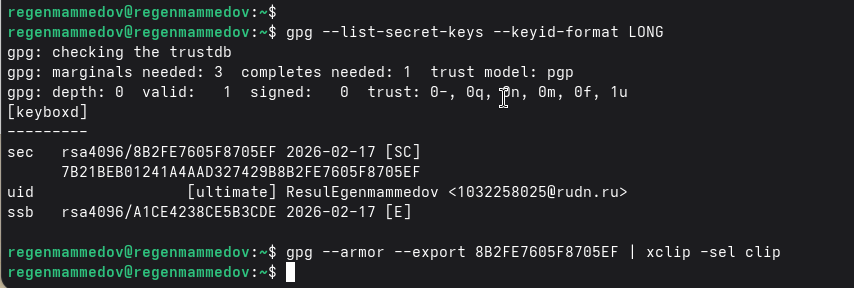 regenmammedov@regenmammedov:~$
regenmammedov@regenmammedov:~$ gpg --list-secret-keys --keyid-format LONG
gpg: checking the trustdb
gpg: marginals needed: 3  completes needed: 1  trust model: pgp
gpg: depth: 0  valid:   1  signed:   0  trust: 0-, 0q, 0n, 0m, 0f, 1u
[keyboxd]
---------
sec   rsa4096/8B2FE7605F8705EF 2026-02-17 [SC]
      7B21BEB01241A4AAD327429B8B2FE7605F8705EF
uid                 [ultimate] ResulEgenmammedov <1032258025@rudn.ru>
ssb   rsa4096/A1CE4238CE5B3CDE 2026-02-17 [E]
regenmammedov@regenmammedov:~$ gpg --armor --export 8B2FE7605F8705EF | xclip -sel clip
regenmammedov@regenmammedov:~$